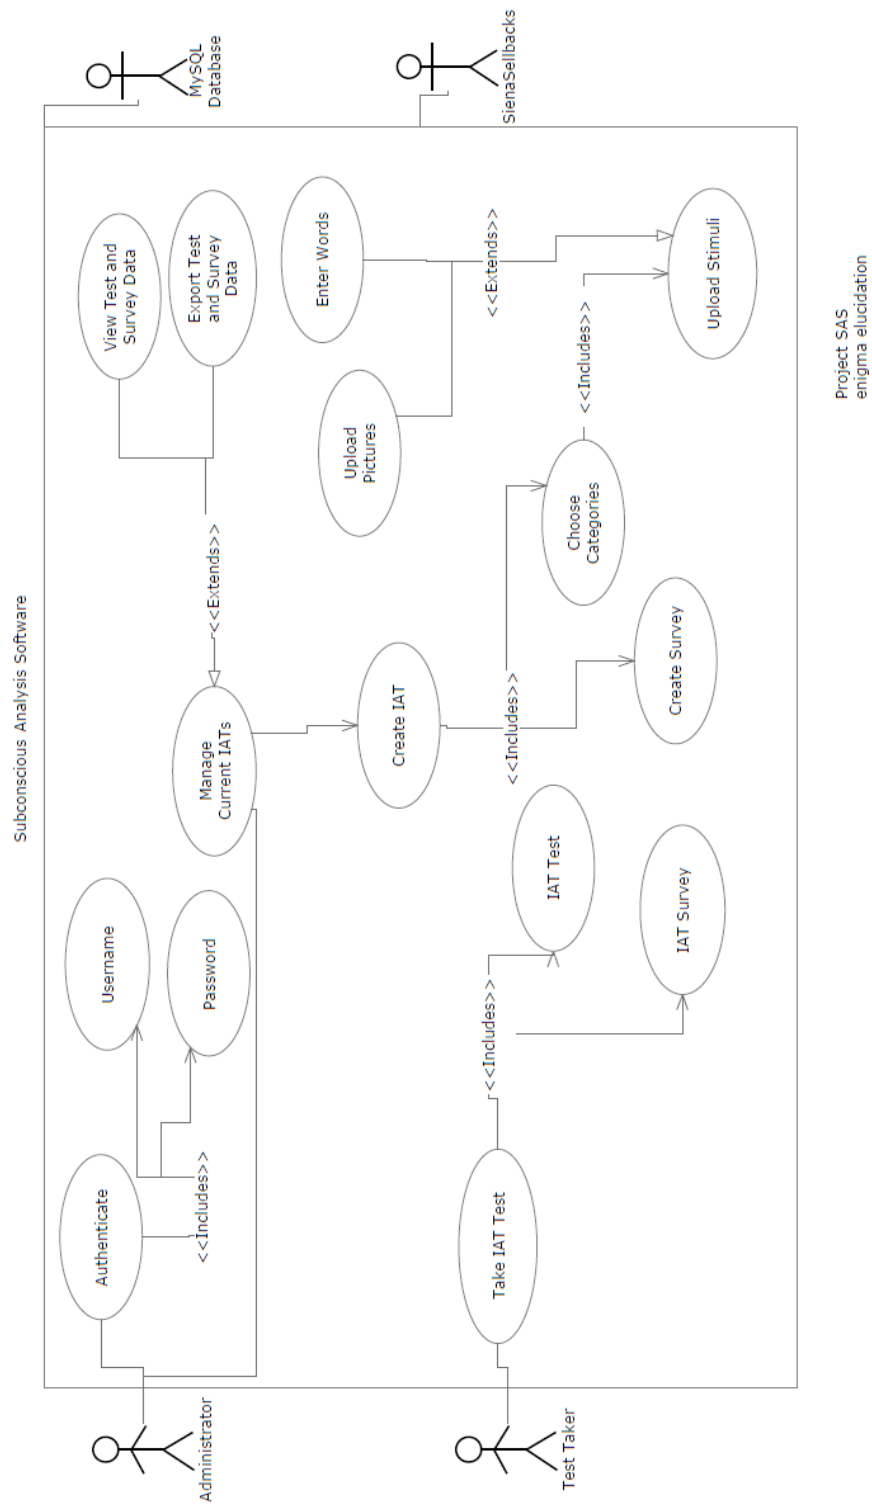 Subconscious Analysis Software
Administrator
Authenticate
<<Includes>>
Username
Password
Manage
Current IATs
<<Extends>>
View Test and
Survey Data
Export Test
and Survey
Data
MySQL
Database
Create IAT
<<Includes>>
Upload
Pictures
Enter Words
<<Extends>>
Choose
Categories
<<Includes>>
Upload Stimuli
Create Survey
SienaSellbacks
Test Taker
Take IAT Test
<<Includes>>
IAT Test
IAT Survey
Project SAS
enigma elucidation